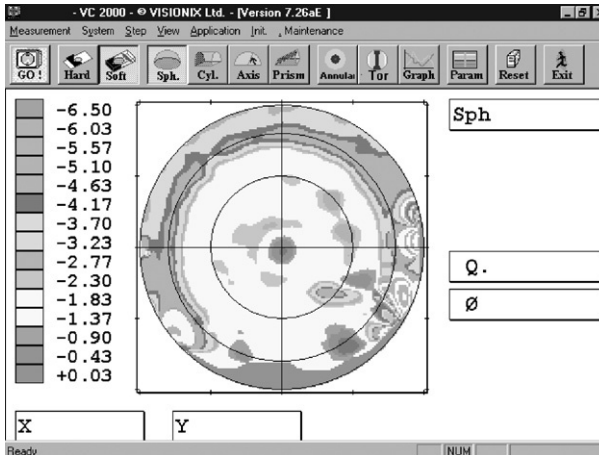 - VC 2000 - © VISIONIX Ltd. - [Version 7.26aE ]
Measurement System Step View Application Init. , Maintenance
GO! Hard Soft Sph. Cyl. Axis Prism Annular Tor Graph Param Reset Exit
-6.50
-6.03
-5.57
-5.10
-4.63
-4.17
-3.70
-3.23
-2.77
-2.30
-1.83
-1.37
-0.90
-0.43
+0.03
Sph
Q.
Ø
X Y
Ready NUM